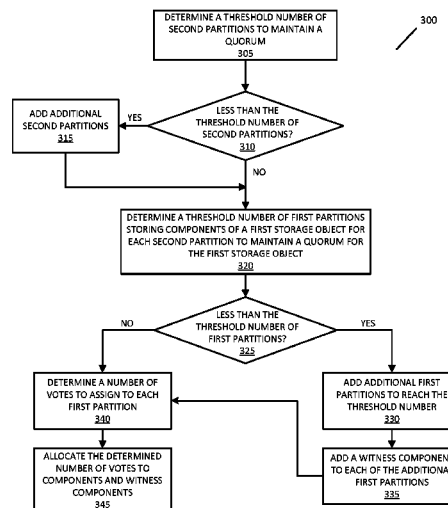 DETERMINE A THRESHOLD NUMBER OF
SECOND PARTITIONS TO MAINTAIN A
QUORUM
305
300
LESS THAN THE
THRESHOLD NUMBER OF
SECOND PARTITIONS?
310
YES
ADD ADDITIONAL
SECOND PARTITIONS
315
NO
DETERMINE A THRESHOLD NUMBER OF FIRST PARTITIONS
STORING COMPONENTS OF A FIRST STORAGE OBJECT FOR
EACH SECOND PARTITION TO MAINTAIN A QUORUM FOR
THE FIRST STORAGE OBJECT
320
LESS THAN THE
THRESHOLD NUMBER OF
FIRST PARTITIONS?
325
NO
YES
DETERMINE A NUMBER OF
VOTES TO ASSIGN TO EACH
FIRST PARTITION
340
ADD ADDITIONAL FIRST
PARTITIONS TO REACH THE
THRESHOLD NUMBER
330
ALLOCATE THE DETERMINED
NUMBER OF VOTES TO
COMPONENTS AND WITNESS
COMPONENTS
345
ADD A WITNESS COMPONENT
TO EACH OF THE ADDITIONAL
FIRST PARTITIONS
335